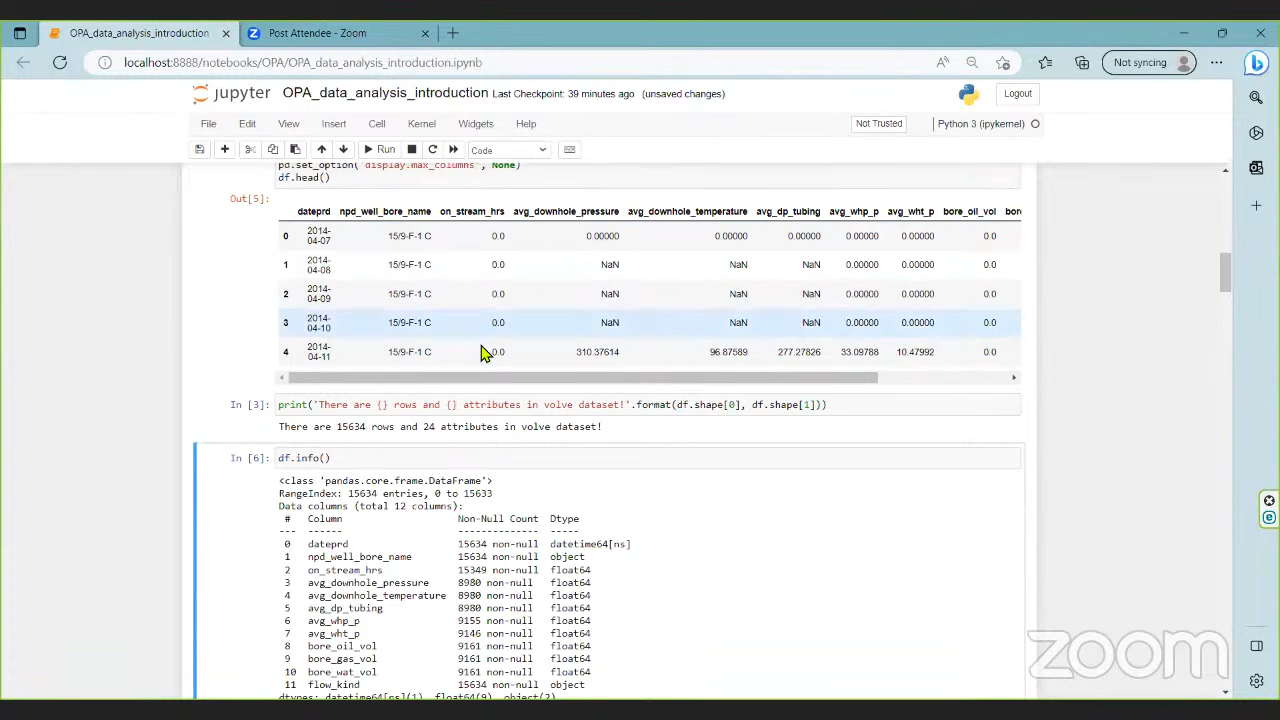 OPA_data_analysis_introduction
Post Attendee - Zoom
localhost:8888/notebooks/OPA/OPA_data_analysis_introduction.ipynb
Not syncing
jupyter OPA_data_analysis_introduction Last Checkpoint: 39 minutes ago (unsaved changes)
Logout
File Edit View Insert Cell Kernel Widgets Help
Not Trusted
Python 3 (ipykernel)
Run
Code
pd.set_option('display.max_columns', None)
df.head()
Out[5]:
dateprd npd_well_bore_name on_stream_hrs avg_downhole_pressure avg_downhole_temperature avg_dp_tubing avg_whp_p avg_wht_p bore_oil_vol bore
0 2014-04-07 15/9-F-1 C 0.0 0.00000 0.00000 0.00000 0.00000 0.00000 0.0
1 2014-04-08 15/9-F-1 C 0.0 NaN NaN NaN 0.00000 0.00000 0.0
2 2014-04-09 15/9-F-1 C 0.0 NaN NaN NaN 0.00000 0.00000 0.0
3 2014-04-10 15/9-F-1 C 0.0 NaN NaN NaN 0.00000 0.00000 0.0
4 2014-04-11 15/9-F-1 C 0.0 310.37614 96.87589 277.27826 33.09788 10.47992 0.0
In [3]: print('There are {} rows and {} attributes in volve dataset!'.format(df.shape[0], df.shape[1]))
There are 15634 rows and 24 attributes in volve dataset!
In [6]: df.info()
<class 'pandas.core.frame.DataFrame'>
RangeIndex: 15634 entries, 0 to 15633
Data columns (total 12 columns):
# Column Non-Null Count Dtype
--- ------ -------------- -----
0 dateprd 15634 non-null datetime64[ns]
1 npd_well_bore_name 15634 non-null object
2 on_stream_hrs 15349 non-null float64
3 avg_downhole_pressure 8980 non-null float64
4 avg_downhole_temperature 8980 non-null float64
5 avg_dp_tubing 8980 non-null float64
6 avg_whp_p 9155 non-null float64
7 avg_wht_p 9146 non-null float64
8 bore_oil_vol 9161 non-null float64
9 bore_gas_vol 9161 non-null float64
10 bore_wat_vol 9161 non-null float64
11 flow_kind 15634 non-null object
dtypes: datetime64[ns](1), float64(9), object(2)
zoom